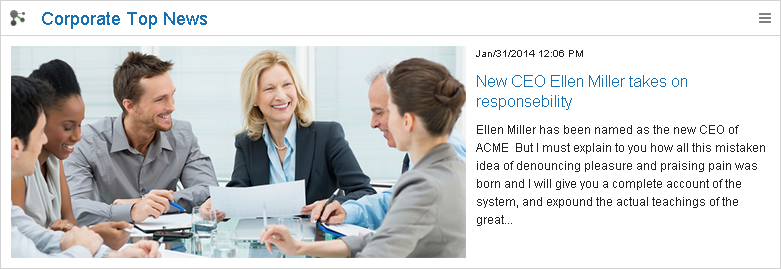 Corporate Top News
Jan/31/2014 12:06 PM
New CEO Ellen Miller takes on
responsebility
Ellen Miller has been named as the new CEO of
ACME But I must explain to you how all this mistaken
idea of denouncing pleasure and praising pain was
born and I will give you a complete account of the
system, and expound the actual teachings of the
great...